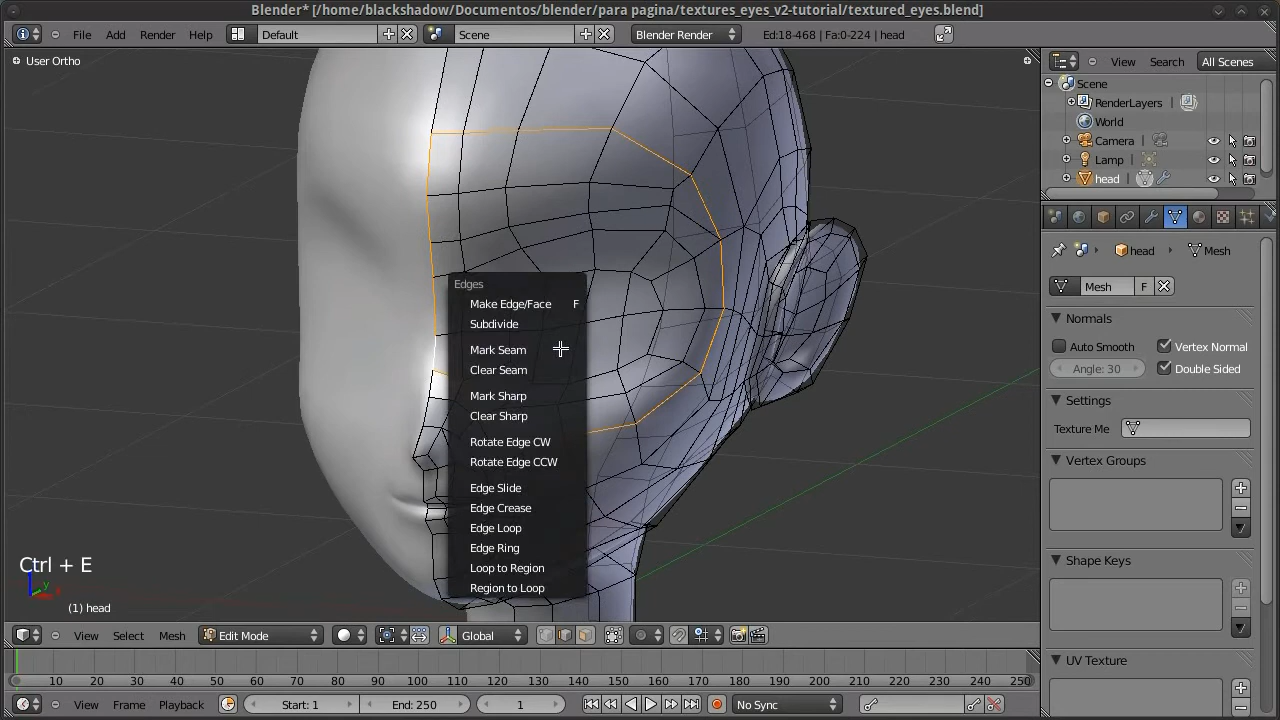 Blender* [/home/blackshadow/Documentos/blender/para pagina/textures_eyes_v2-tutorial/textured_eyes.blend]
File Add Render Help Default Scene Blender Render Ed:18-468 | Fa:0-224 | head
User Ortho
View Search All Scenes
Scene
RenderLayers
World
Camera
Lamp
head
head Mesh
Mesh F
Normals
Auto Smooth Vertex Normal
Angle: 30 Double Sided
Settings
Texture Me
Vertex Groups
Shape Keys
UV Texture
Edges
Make Edge/Face F
Subdivide
Mark Seam
Clear Seam
Mark Sharp
Clear Sharp
Rotate Edge CW
Rotate Edge CCW
Edge Slide
Edge Crease
Edge Loop
Edge Ring
Loop to Region
Region to Loop
Ctrl + E
y
(1) head
View Select Mesh Edit Mode Global
10 20 30 40 50 60 70 80 90 100 110 120 130 140 150 160 170 180 190 200 210 220 230 240 250
View Frame Playback Start: 1 End: 250 1 No Sync